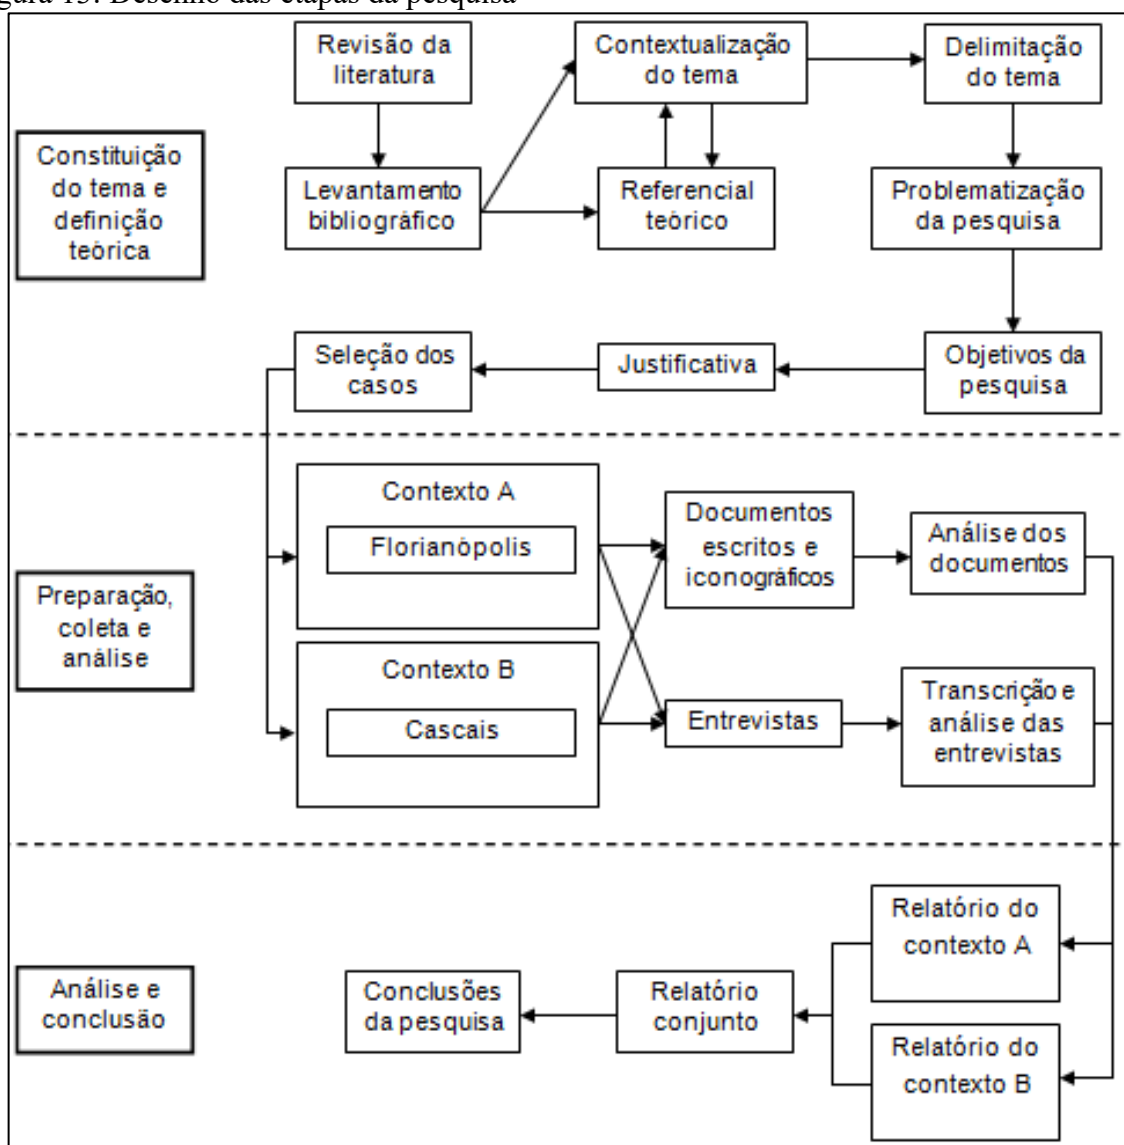 gura 15: Desenho das etapas da pesquisa
Revisão da
literatura
Contextualização
do tema
Delimitação
do tema
Constituição
do tema e
definição
teórica
Levantamento
bibliográfico
Referencial
teórico
Problematização
da pesquisa
Seleção dos
casos
Justificativa
Objetivos da
pesquisa
Preparação,
coleta e
análise
Contexto A
Florianópolis
Contexto B
Cascais
Documentos
escritos e
iconográficos
Análise dos
documentos
Entrevistas
Transcrição e
análise das
entrevistas
Análise e
conclusão
Conclusões
da pesquisa
Relatório
conjunto
Relatório do
contexto A
Relatório do
contexto B